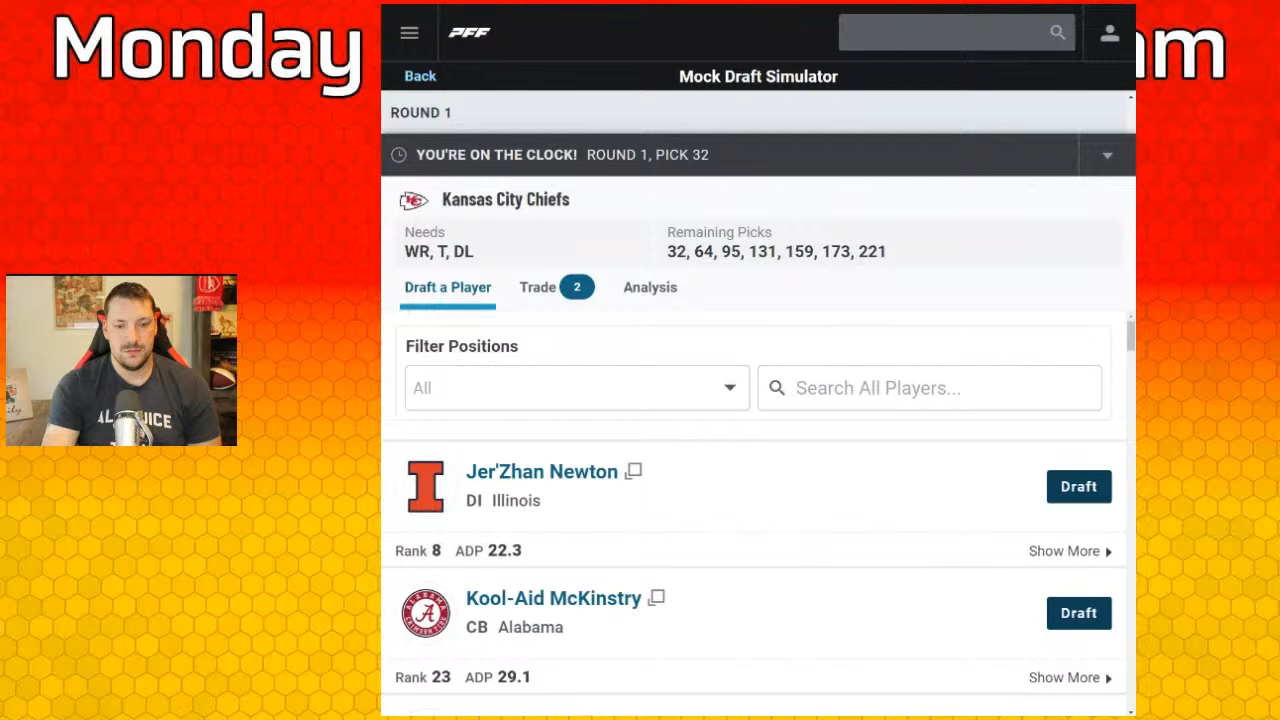 Monday
am
PFF
Back
Mock Draft Simulator
ROUND 1
YOU'RE ON THE CLOCK! ROUND 1, PICK 32
KC
Kansas City Chiefs
Needs
WR, T, DL
Remaining Picks
32, 64, 95, 131, 159, 173, 221
Draft a Player
Trade 2
Analysis
Filter Positions
All
Search All Players...
Jer'Zhan Newton
DI Illinois
Draft
Rank 8 ADP 22.3
Show More
Kool-Aid McKinstry
CB Alabama
Draft
Rank 23 ADP 29.1
Show More